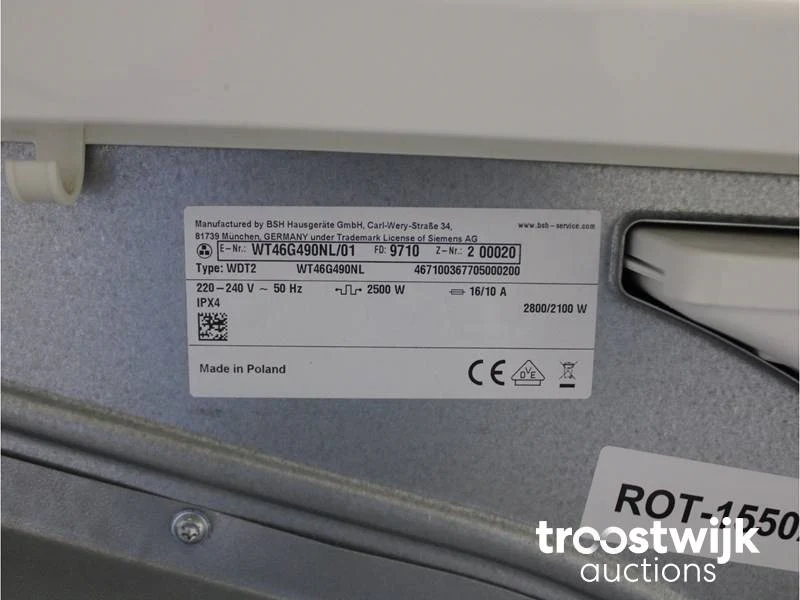 Manufactured by BSH Hausgeräte GmbH, Carl-Wery-Straße 34, www.bsh-service.com
81739 München, GERMANY under Trademark License of Siemens AG
E-Nr.: WT46G490NL/01 FD: 9710 Z-Nr.: 2 00020
Type: WDT2 WT46G490NL 467100367705000200
220-240 V ~ 50 Hz 2500 W 16/10 A
IPX4 2800/2100 W
Made in Poland CE DVE
ROT-1550
troostwijk
auctions